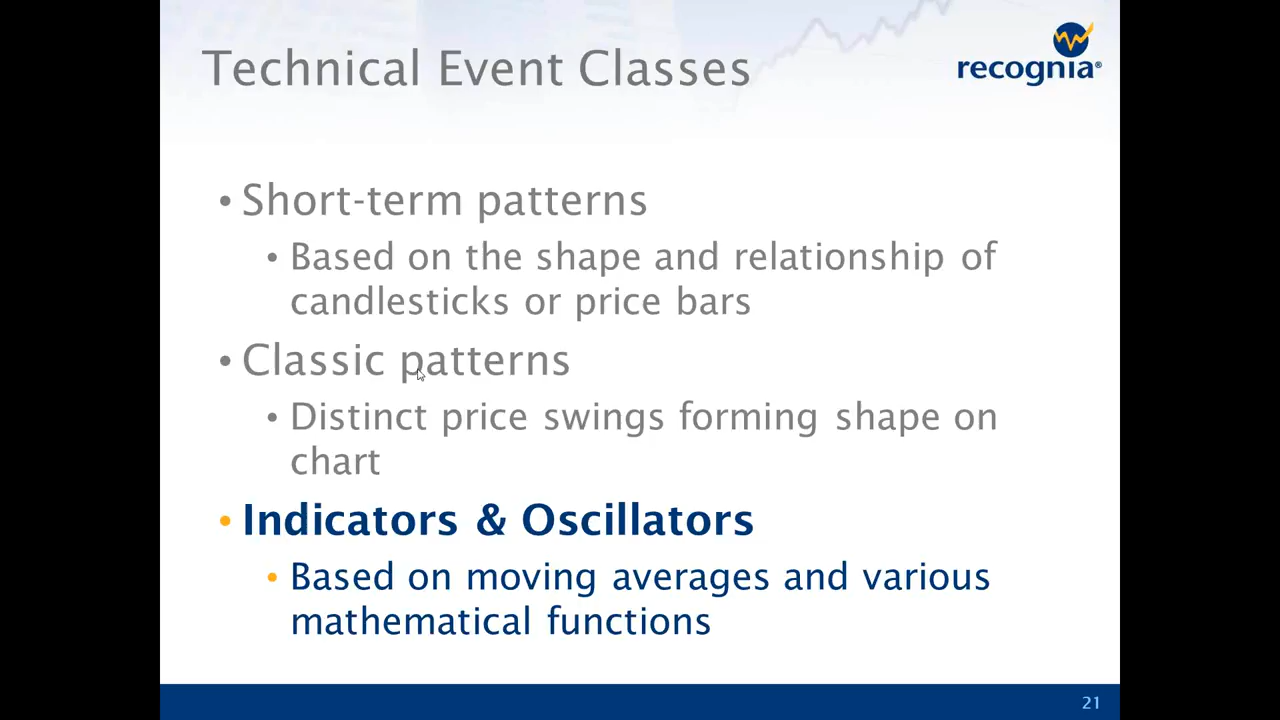 Technical Event Classes
recognia®
• Short-term patterns
• Based on the shape and relationship of
candlesticks or price bars
• Classic patterns
• Distinct price swings forming shape on
chart
• Indicators & Oscillators
• Based on moving averages and various
mathematical functions
21